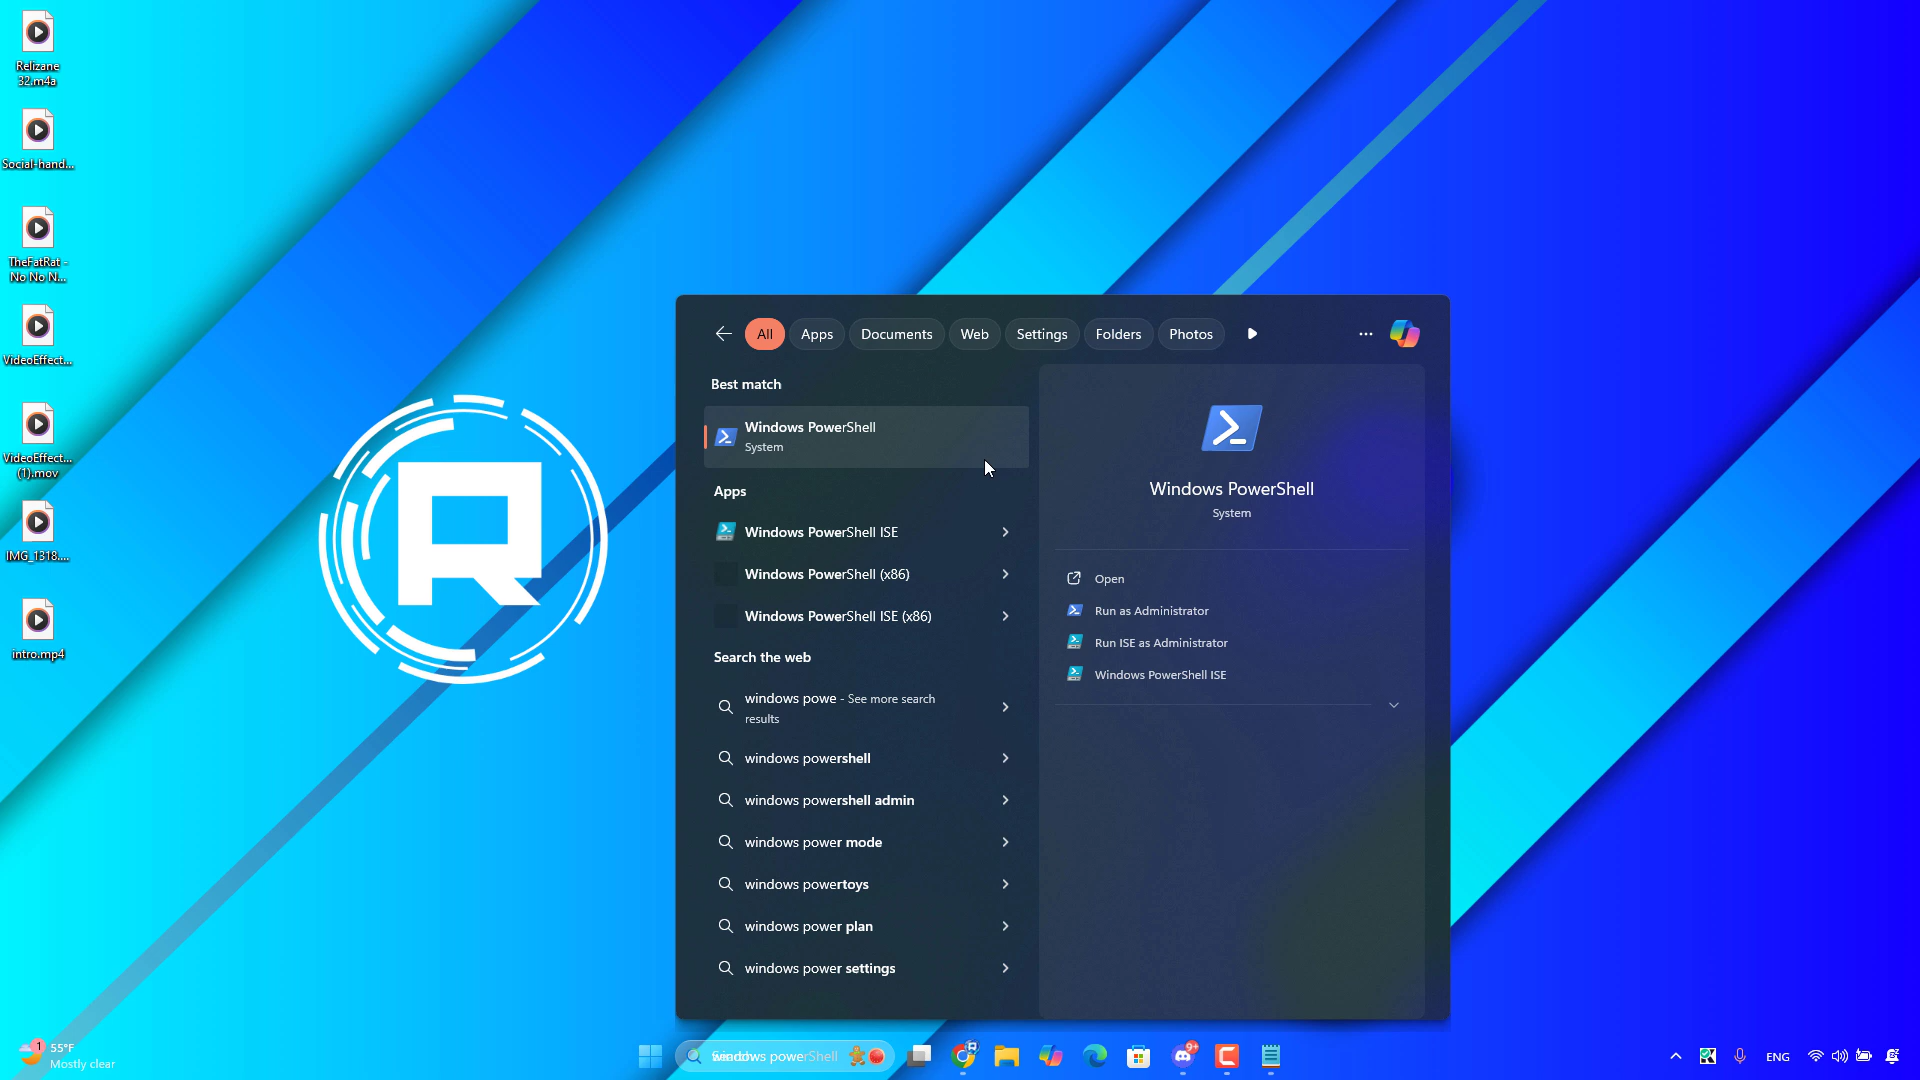 Relizane
32.m4a
Social-hand...
TheFatRat -
No No N...
VideoEffect...
VideoEffect...
(1).mov
IMG_1318....
intro.mp4
R
All
Apps
Documents
Web
Settings
Folders
Photos
Best match
Windows PowerShell
System
Apps
Windows PowerShell ISE
Windows PowerShell (x86)
Windows PowerShell ISE (x86)
Search the web
windows powe - See more search
results
windows powershell
windows powershell admin
windows power mode
windows powertoys
windows power plan
windows power settings
Windows PowerShell
System
Open
Run as Administrator
Run ISE as Administrator
Windows PowerShell ISE
1
55°F
Mostly clear
windows powerShell
9+
ENG